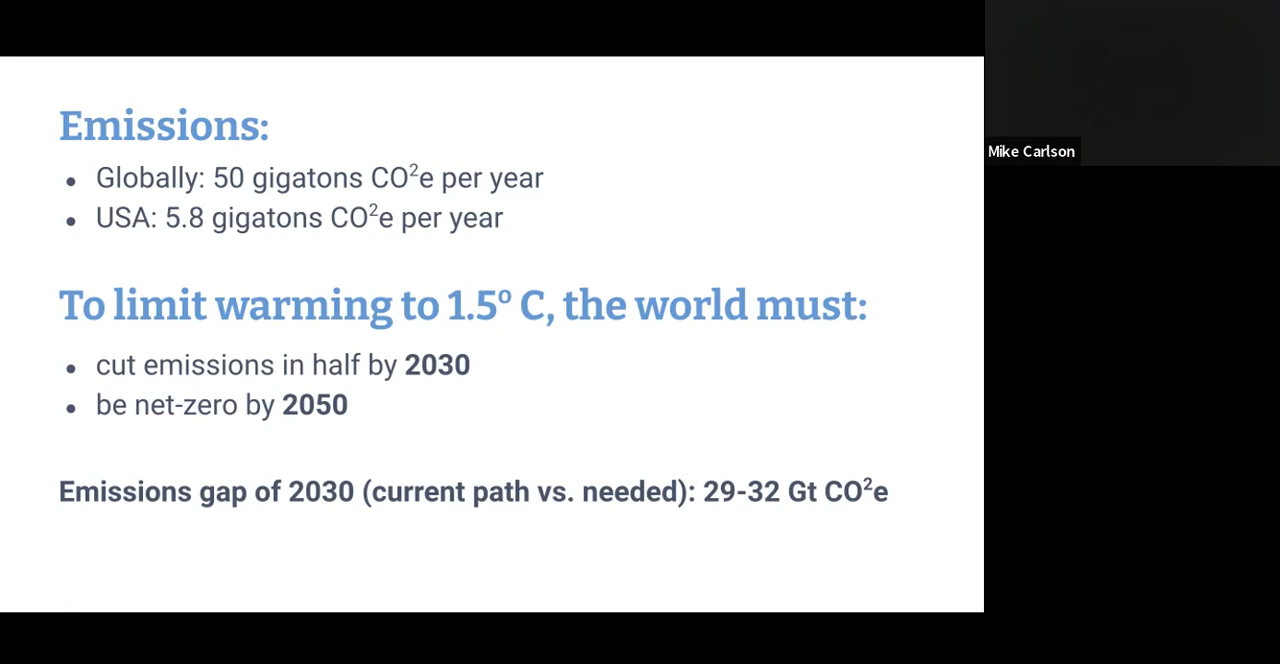 Emissions:
• Globally: 50 gigatons CO²e per year
• USA: 5.8 gigatons CO²e per year
To limit warming to 1.5º C, the world must:
• cut emissions in half by 2030
• be net-zero by 2050
Emissions gap of 2030 (current path vs. needed): 29-32 Gt CO²e
Mike Carlson